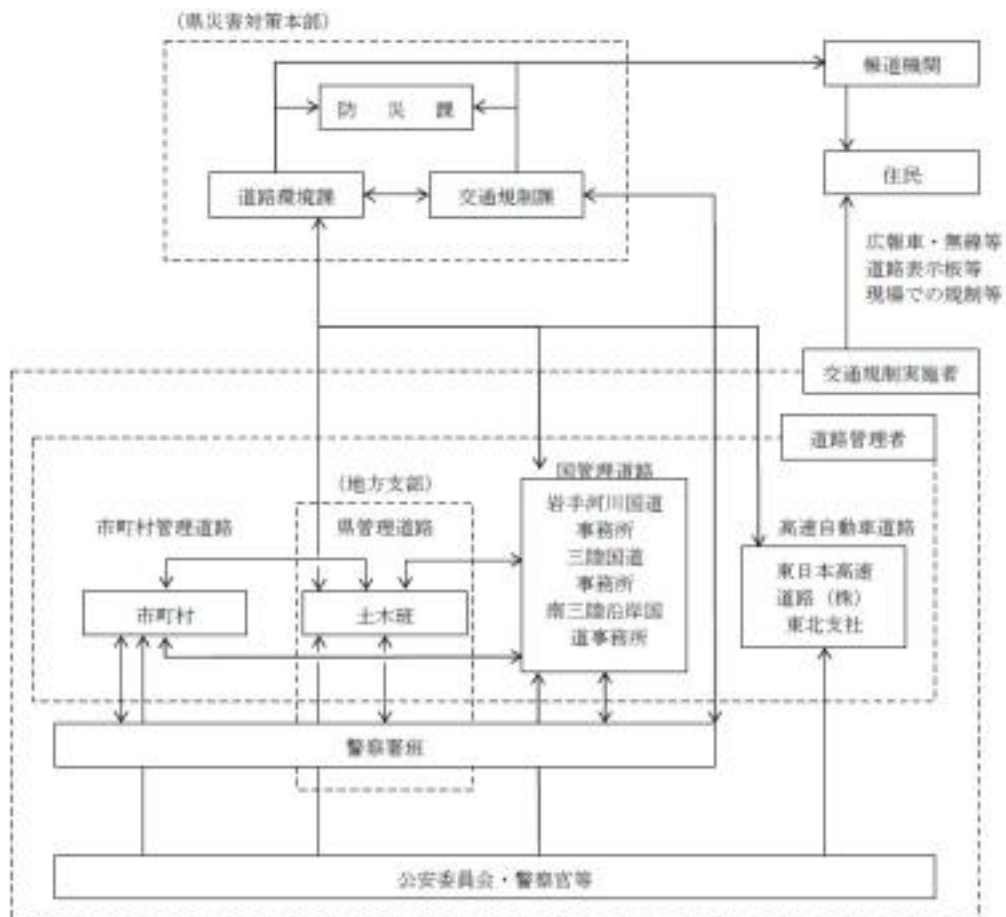 （県災害対策本部）
報道機関
防災課
住民
道路環境課
交通規制課
広報車・無線等
道路表示板等
現場での規制等
交通規制実施者
道路管理者
国管理道路
（地方支部）
岩手河川国道
事務所
三陸国道
事務所
南三陸沿岸国
道事務所
市町村管理道路
県管理道路
高速自動車道路
東日本高速
道路（株）
東北支社
市町村
土木班
警察署班
公安委員会・警察官等